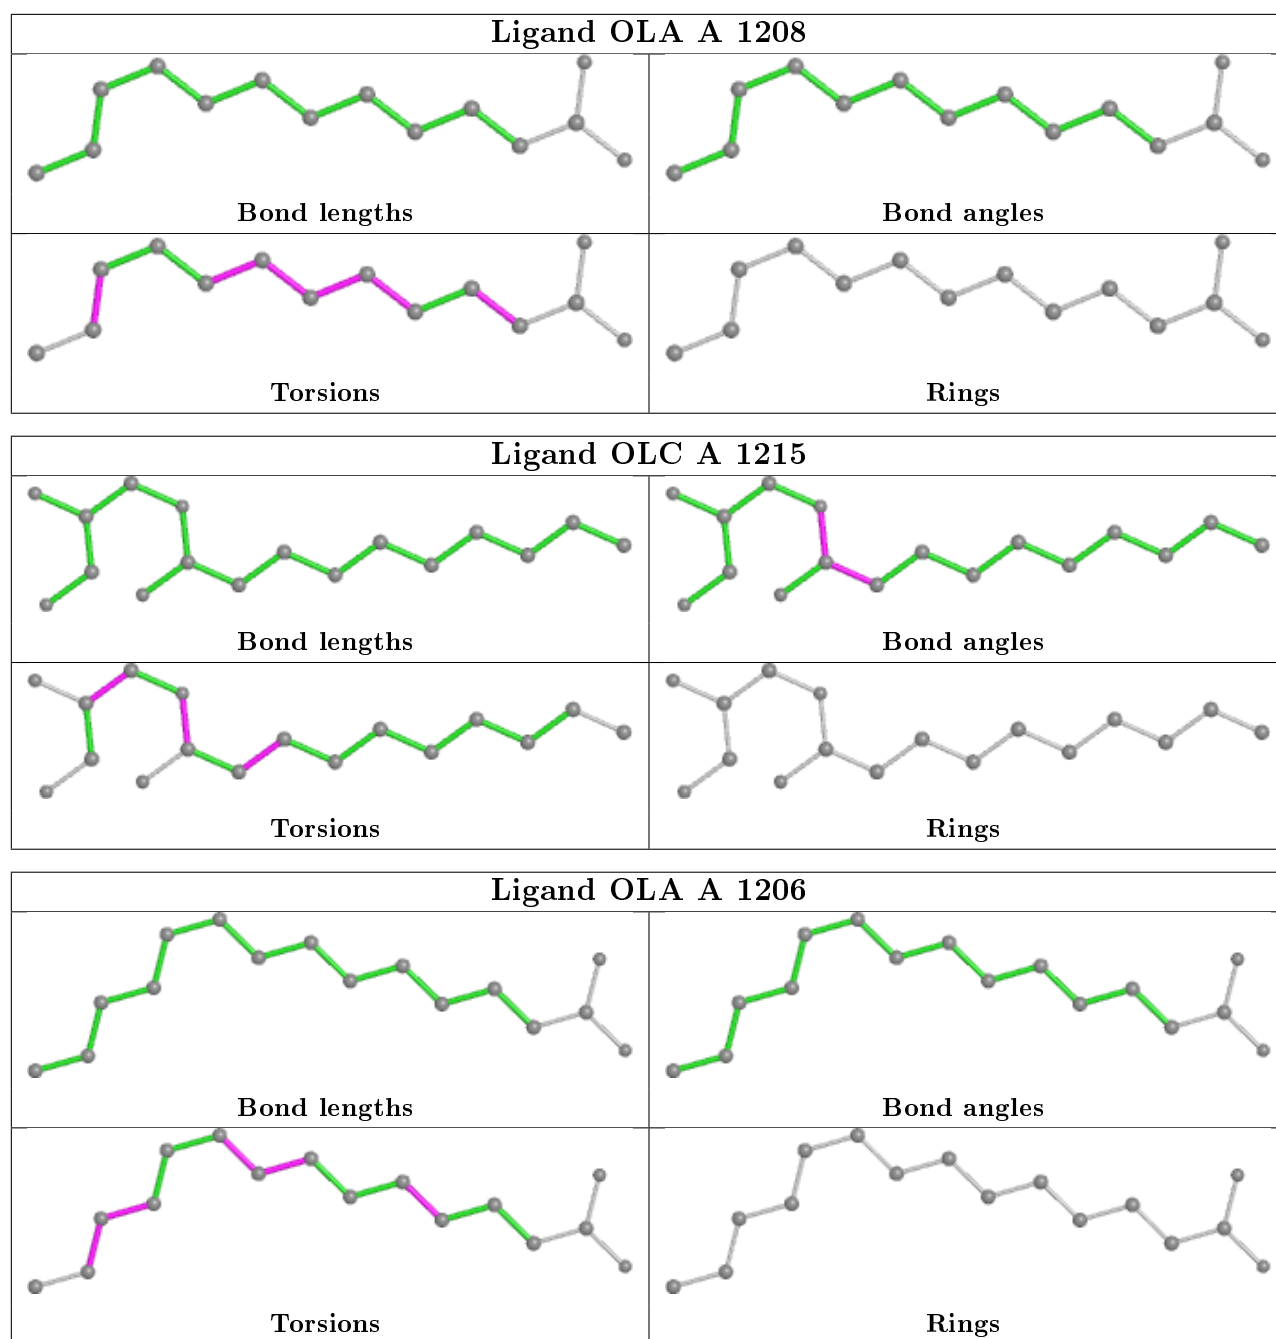 Ligand OLA A 1208
Bond lengths Bond angles
Torsions Rings
Ligand OLC A 1215
Bond lengths Bond angles
Torsions Rings
Ligand OLA A 1206
Bond lengths Bond angles
Torsions Rings